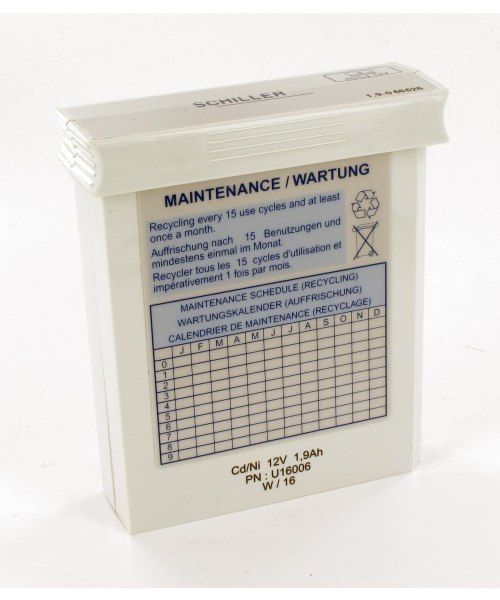 SCHILLER
1.9.086626
MAINTENANCE / WARTUNG
Recycling every 15 use cycles and at least
once a month.
Auffrischung nach 15 Benutzungen und
mindestens einmal im Monat.
Recycler tous les 15 cycles d'utilisation et
impérativement 1 fois par mois.
MAINTENANCE SCHEDULE (RECYCLING)
WARTUNGSKALENDER (AUFFRISCHUNG)
CALENDRIER DE MAINTENANCE (RECYCLAGE)
J F M A M J J A S O N D
0
1
2
3
4
5
6
7
8
9
Cd/Ni 12V 1,9Ah
PN : U16006
W / 16